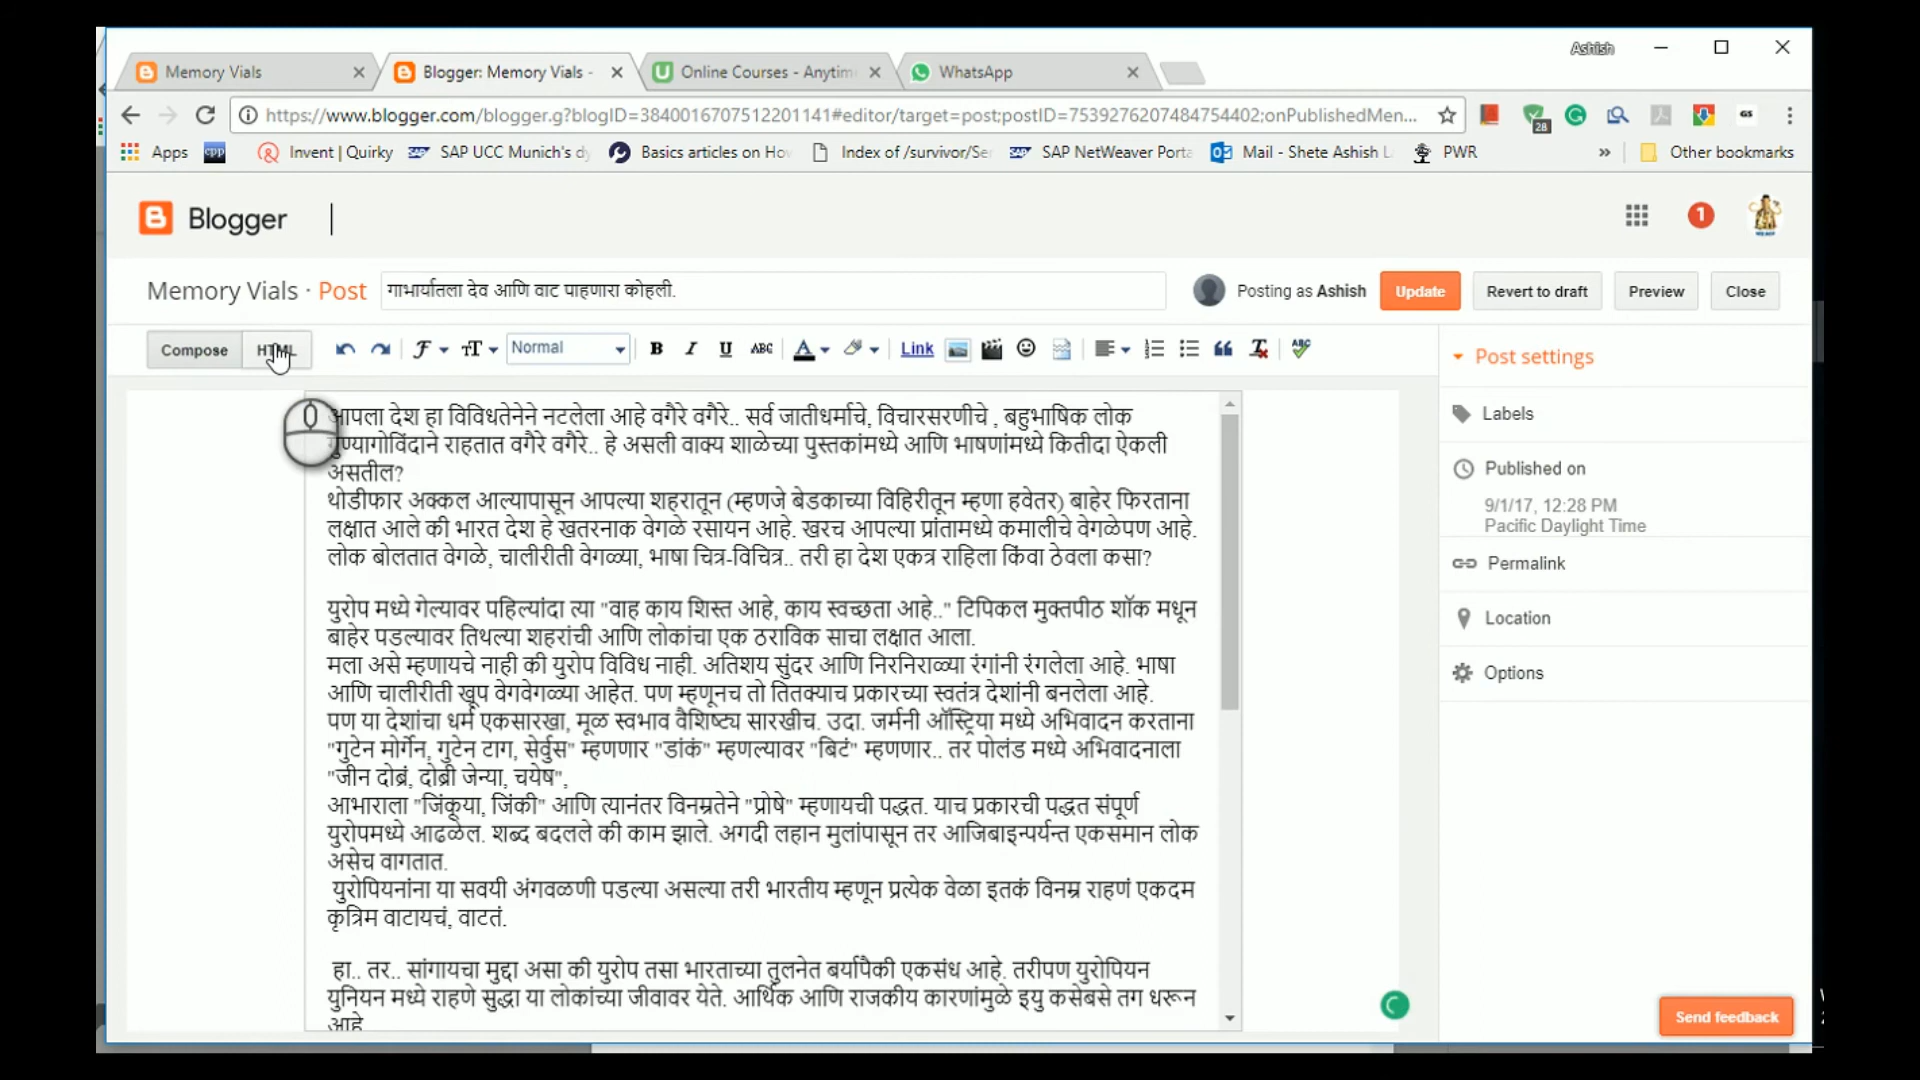 Ashish
Memory Vials
Blogger: Memory Vials -
Online Courses - Anytim
WhatsApp
https://www.blogger.com/blogger.g?blogID=3840016707512201141#editor/target=post;postID=7539276207484754402;onPublishedMen...
28
GS
Apps
CPP
Invent | Quirky
SAP UCC Munich's dy
Basics articles on Ho
Index of /survivor/Se
SAP NetWeaver Porta
Mail - Shete Ashish L
PWR
»
Other bookmarks
Blogger
1
Memory Vials · Post
गाभार्यातला देव आणि वाट पाहणारा कोहली.
Posting as Ashish
Update
Revert to draft
Preview
Close
Compose
HTML
Normal
B
I
U
ABC
A
Link
Post settings
Labels
Published on
9/1/17, 12:28 PM
Pacific Daylight Time
Permalink
Location
Options
आपला देश हा विविधतेनेने नटलेला आहे वगैरे वगैरे.. सर्व जातीधर्माचे, विचारसरणीचे , बहुभाषिक लोक
गुण्यागोविंदाने राहतात वगैरे वगैरे.. हे असली वाक्य शाळेच्या पुस्तकांमध्ये आणि भाषणांमध्ये कितीदा ऐकली
असतील?
थोडीफार अक्कल आल्यापासून आपल्या शहरातून (म्हणजे बेडकाच्या विहिरीतून म्हणा हवेतर) बाहेर फिरताना
लक्षात आले की भारत देश हे खतरनाक वेगळे रसायन आहे. खरच आपल्या प्रांतामध्ये कमालीचे वेगळेपण आहे.
लोक बोलतात वेगळे, चालीरीती वेगळ्या, भाषा चित्र-विचित्र.. तरी हा देश एकत्र राहिला किंवा ठेवला कसा?
युरोप मध्ये गेल्यावर पहिल्यांदा त्या "वाह काय शिस्त आहे, काय स्वच्छता आहे.." टिपिकल मुक्तपीठ शॉक मधून
बाहेर पडल्यावर तिथल्या शहरांची आणि लोकांचा एक ठराविक साचा लक्षात आला.
मला असे म्हणायचे नाही की युरोप विविध नाही. अतिशय सुंदर आणि निरनिराळ्या रंगांनी रंगलेला आहे. भाषा
आणि चालीरीती खूप वेगवेगळ्या आहेत. पण म्हणूनच तो तितक्याच प्रकारच्या स्वतंत्र देशांनी बनलेला आहे.
पण या देशांचा धर्म एकसारखा, मूळ स्वभाव वैशिष्ट्य सारखीच. उदा. जर्मनी ऑस्ट्रिया मध्ये अभिवादन करताना
"गुटेन मोर्गेन, गुटेन टाग, सेर्वुस" म्हणणार "डांकं" म्हणल्यावर "बिटं" म्हणणार.. तर पोलंड मध्ये अभिवादनाला
"जीन दोब्रं, दोब्री जेन्या, चयेष",
आभाराला "जिंकूया, जिंकी" आणि त्यानंतर विनम्रतेने "प्रोषे" म्हणायची पद्धत. याच प्रकारची पद्धत संपूर्ण
युरोपमध्ये आढळेल. शब्द बदलले की काम झाले. अगदी लहान मुलांपासून तर आजिबाइन्पर्यन्त एकसमान लोक
असेच वागतात.
युरोपियनांना या सवयी अंगवळणी पडल्या असल्या तरी भारतीय म्हणून प्रत्येक वेळा इतकं विनम्र राहणं एकदम
कृत्रिम वाटायचं, वाटतं.
हा.. तर.. सांगायचा मुद्दा असा की युरोप तसा भारताच्या तुलनेत बर्यापैकी एकसंध आहे. तरीपण युरोपियन
युनियन मध्ये राहणे सुद्धा या लोकांच्या जीवावर येते. आर्थिक आणि राजकीय कारणांमुळे इयु कसेबसे तग धरून
आहे
Send feedback